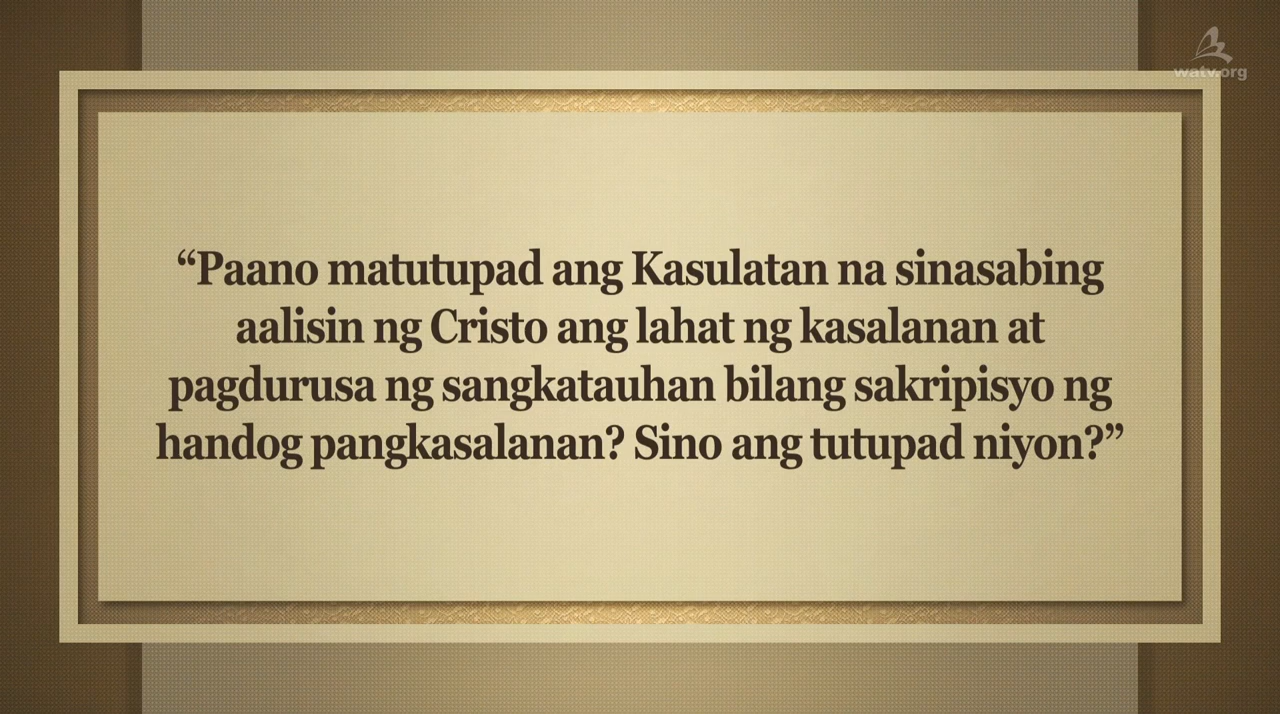 watv.org
“Paano matutupad ang Kasulatan na sinasabing
aalisin ng Cristo ang lahat ng kasalanan at
pagdurusa ng sangkatauhan bilang sakripisyo ng
handog pangkasalanan? Sino ang tutupad niyon?”